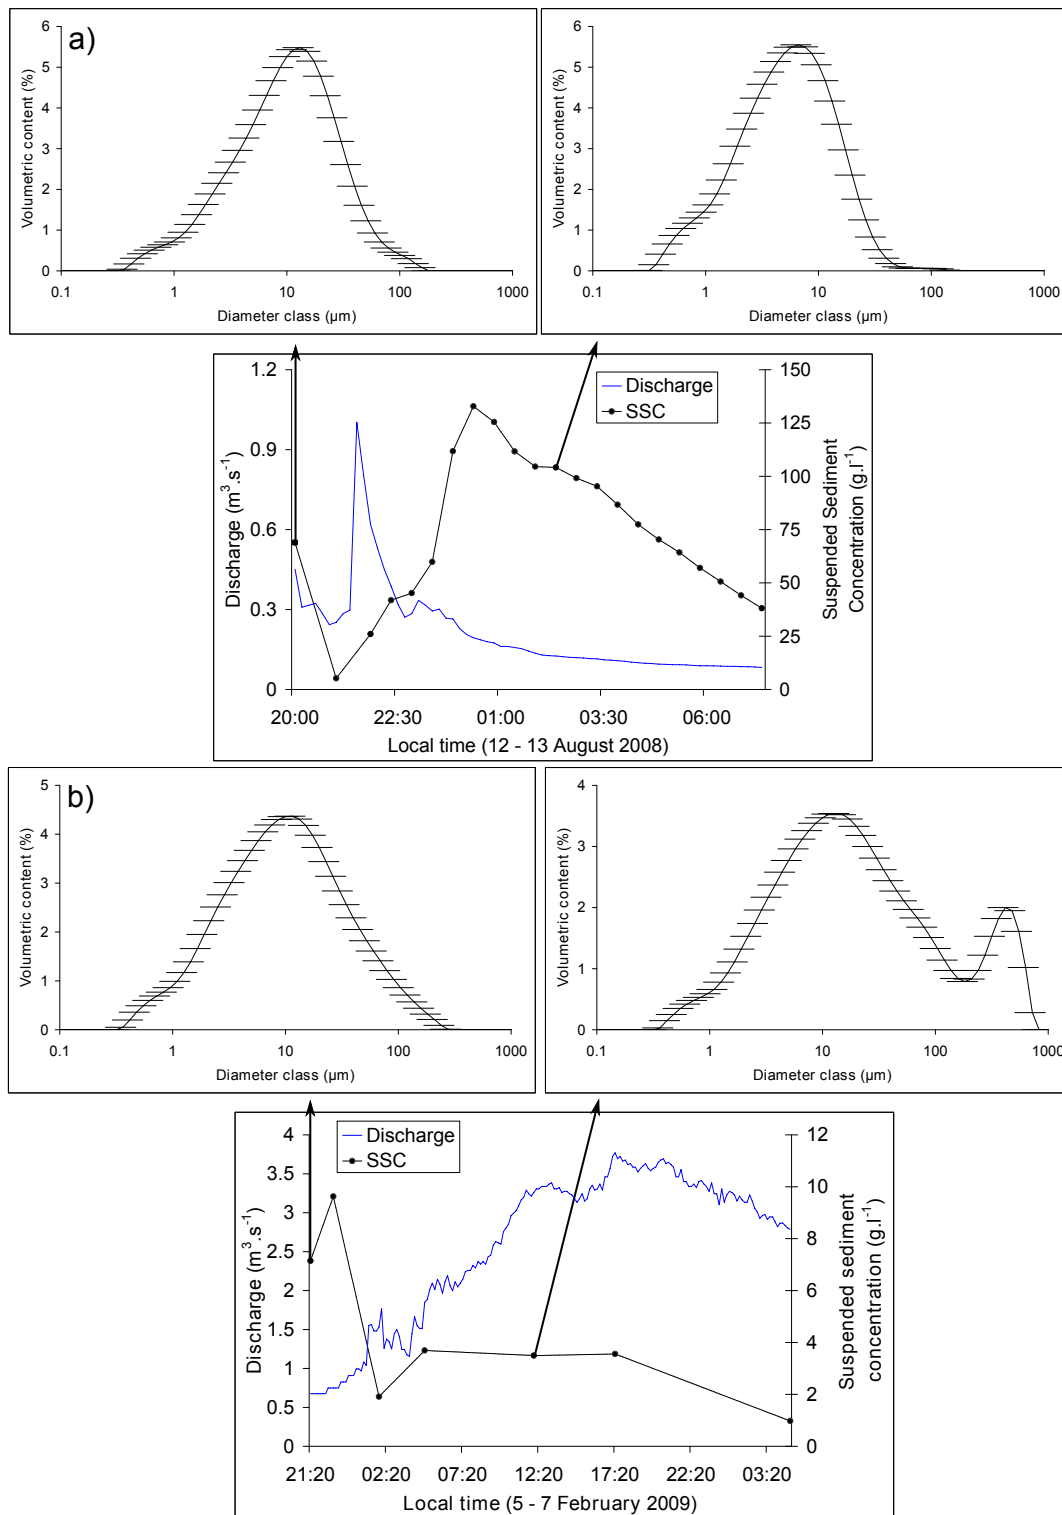 a)
Volumetric content (%)
6
5
4
3
2
1
0
0.1 1 10 100 1000
Diameter class (µm)
Volumetric content (%)
6
5
4
3
2
1
0
0.1 1 10 100 1000
Diameter class (µm)
Discharge (m³.s⁻¹)
1.2
0.9
0.6
0.3
0
Discharge
SSC
150
125
100
75
50
25
0
Suspended Sediment
Concentration (g.l⁻¹)
20:00 22:30 01:00 03:30 06:00
Local time (12 - 13 August 2008)
b)
Volumetric content (%)
5
4
3
2
1
0
0.1 1 10 100 1000
Diameter class (µm)
Volumetric content (%)
4
3
2
1
0
0.1 1 10 100 1000
Diameter class (µm)
Discharge (m³.s⁻¹)
4
3.5
3
2.5
2
1.5
1
0.5
0
Discharge
SSC
12
10
8
6
4
2
0
Suspended sediment
concentration (g.l⁻¹)
21:20 02:20 07:20 12:20 17:20 22:20 03:20
Local time (5 - 7 February 2009)